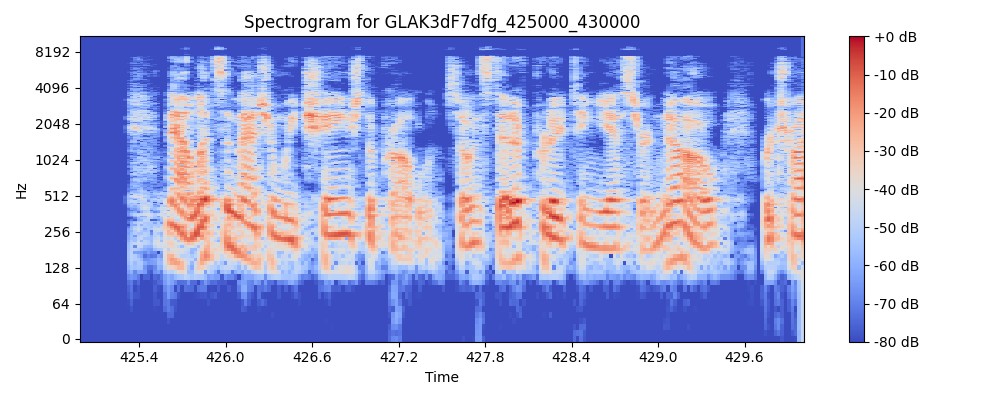 Spectrogram for GLAK3dF7dfg_425000_430000
8192
4096
2048
1024
512
256
128
64
0
Hz
425.4 426.0 426.6 427.2 427.8 428.4 429.0 429.6
Time
+0 dB
-10 dB
-20 dB
-30 dB
-40 dB
-50 dB
-60 dB
-70 dB
-80 dB